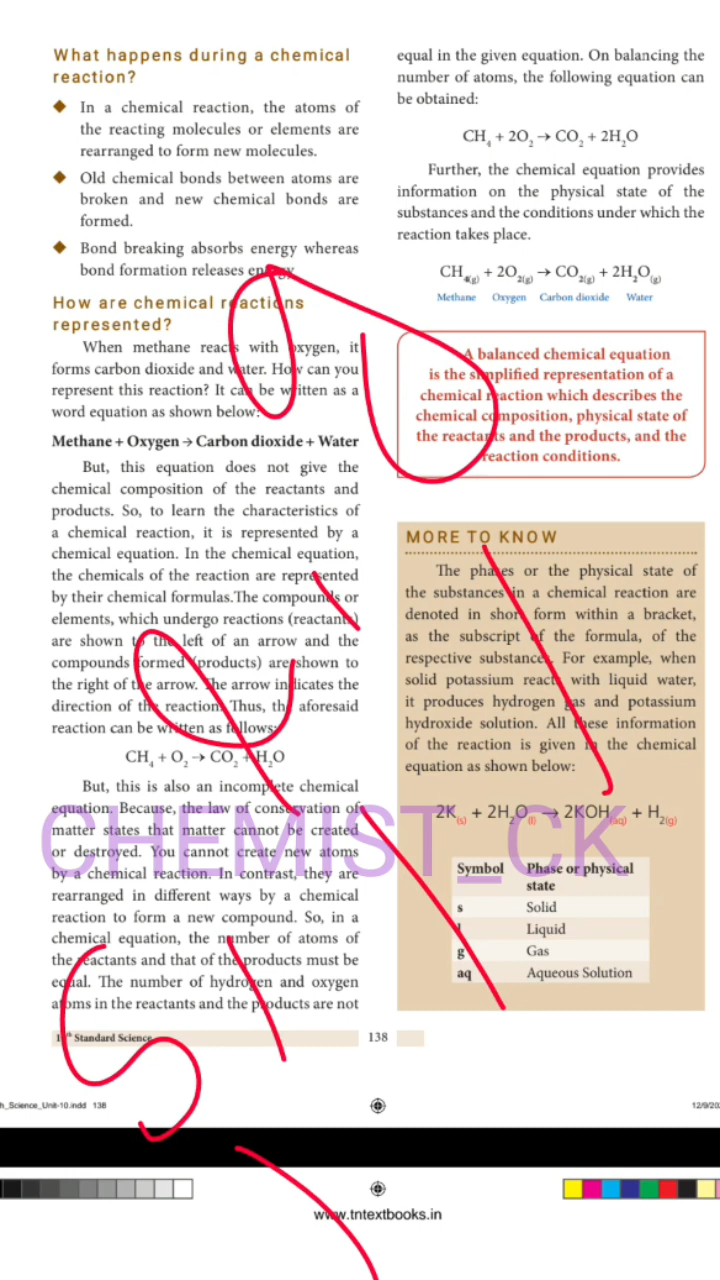 What happens during a chemical
reaction?
◆ In a chemical reaction, the atoms of
the reacting molecules or elements are
rearranged to form new molecules.
◆ Old chemical bonds between atoms are
broken and new chemical bonds are
formed.
◆ Bond breaking absorbs energy whereas
bond formation releases energy
How are chemical reactions
represented?
When methane reacts with oxygen, it
forms carbon dioxide and water. How can you
represent this reaction? It can be written as a
word equation as shown below:
Methane + Oxygen → Carbon dioxide + Water
But, this equation does not give the
chemical composition of the reactants and
products. So, to learn the characteristics of
a chemical reaction, it is represented by a
chemical equation. In the chemical equation,
the chemicals of the reaction are represented
by their chemical formulas.The compounds or
elements, which undergo reactions (reactants)
are shown to the left of an arrow and the
compounds formed (products) are shown to
the right of the arrow. The arrow indicates the
direction of the reaction. Thus, the aforesaid
reaction can be written as follows:
CH₄ + O₂ → CO₂ + H₂O
But, this is also an incomplete chemical
equation. Because, the law of conservation of
matter states that matter cannot be created
or destroyed. You cannot create new atoms
by a chemical reaction. In contrast, they are
rearranged in different ways by a chemical
reaction to form a new compound. So, in a
chemical equation, the number of atoms of
the reactants and that of the products must be
equal. The number of hydrogen and oxygen
atoms in the reactants and the products are not
equal in the given equation. On balancing the
number of atoms, the following equation can
be obtained:
CH₄ + 2O₂ → CO₂ + 2H₂O
Further, the chemical equation provides
information on the physical state of the
substances and the conditions under which the
reaction takes place.
CH₄(g) + 2O₂(g) → CO₂(g) + 2H₂O(g)
Methane Oxygen Carbon dioxide Water
A balanced chemical equation
is the simplified representation of a
chemical reaction which describes the
chemical composition, physical state of
the reactants and the products, and the
reaction conditions.
MORE TO KNOW
The phases or the physical state of
the substances in a chemical reaction are
denoted in short form within a bracket,
as the subscript of the formula, of the
respective substances. For example, when
solid potassium reacts with liquid water,
it produces hydrogen gas and potassium
hydroxide solution. All these information
of the reaction is given in the chemical
equation as shown below:
2K(s) + 2H₂O(l) → 2KOH(aq) + H₂(g)
Symbol Phase or physical
state
s Solid
l Liquid
g Gas
aq Aqueous Solution
CHEMIST_CK
th Standard Science
138
h_Science_Unit-10.indd 138
12/9/20
www.tntextbooks.in